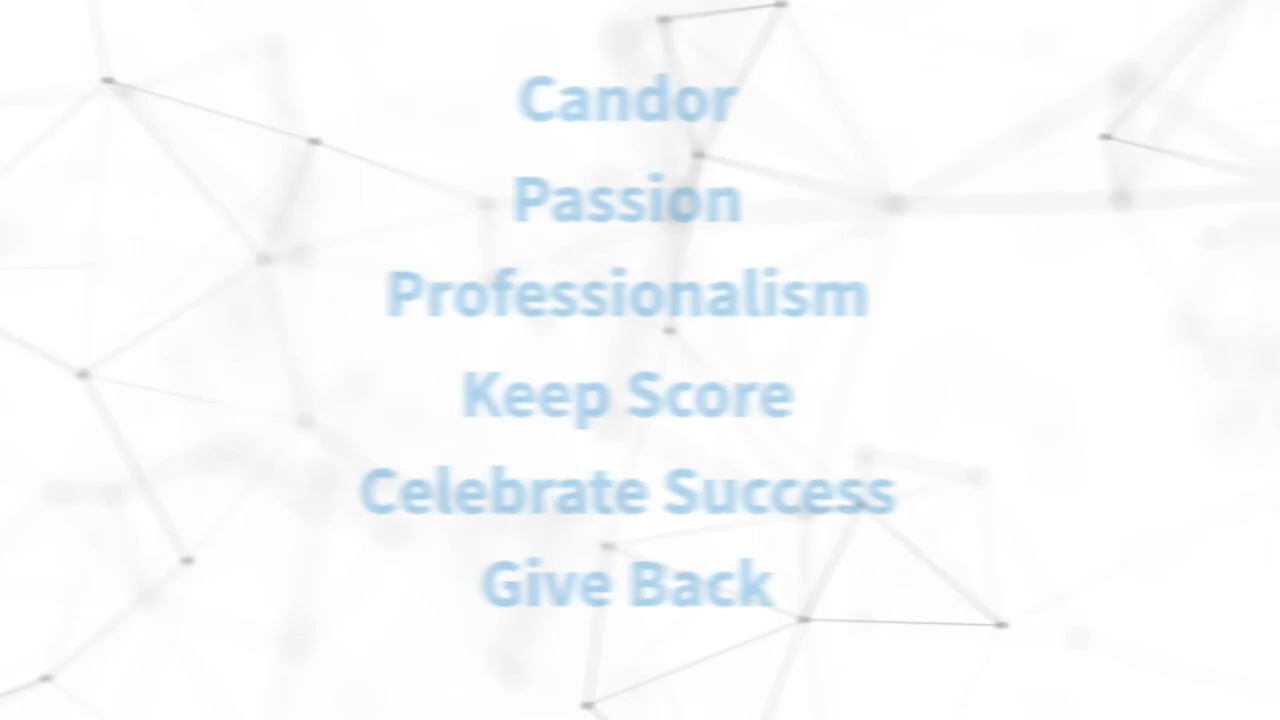 Candor
Passion
Professionalism
Keep Score
Celebrate Success
Give Back